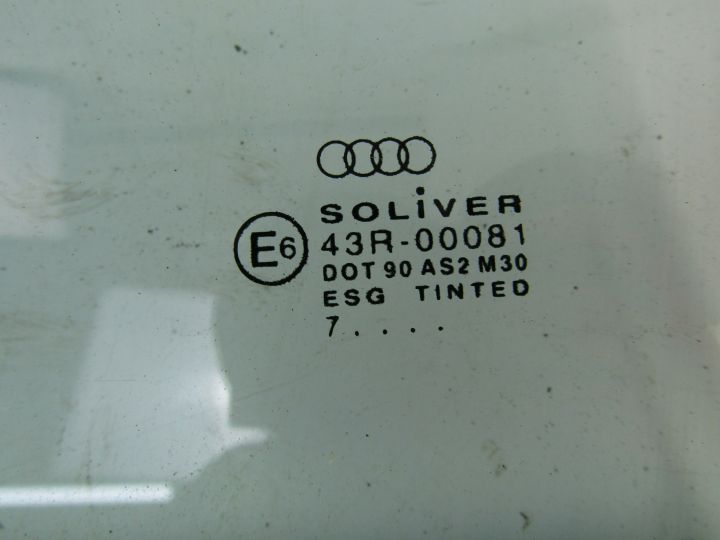 SOLiVER
E6 43R-00081
DOT 90 AS2 M30
ESG TINTED
7 . . . .